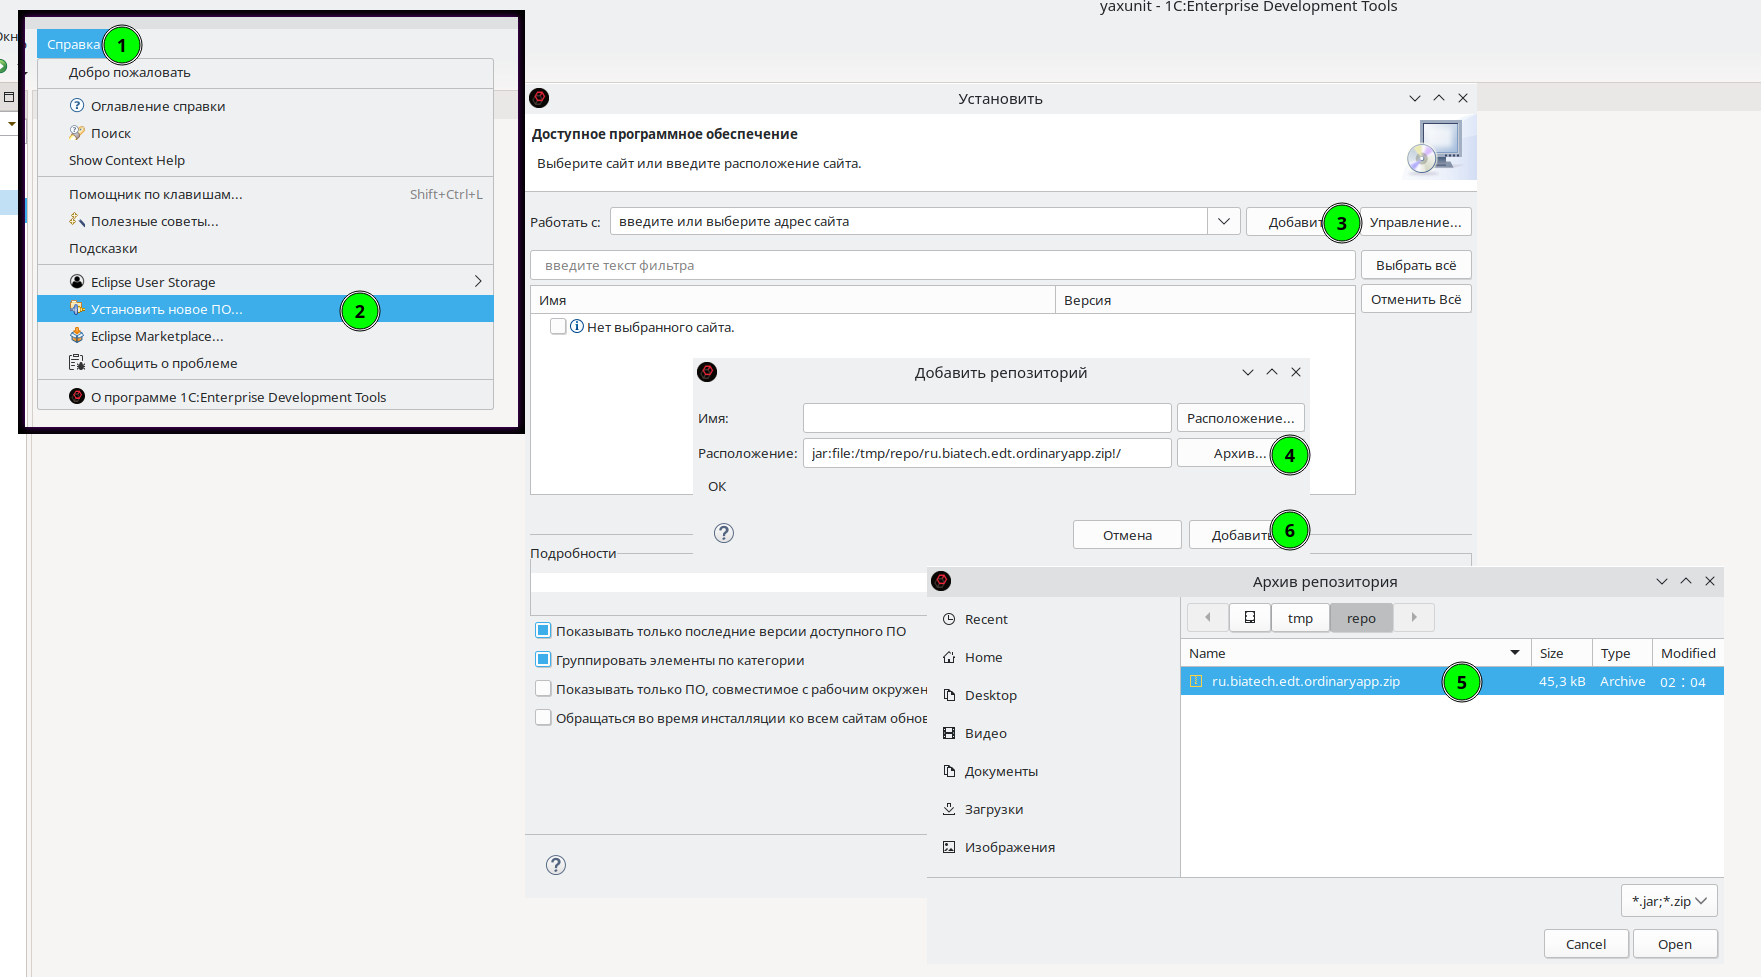 yaxunit - 1C:Enterprise Development Tools
Окн
Справка 1
Добро пожаловать
Оглавление справки
Поиск
Show Context Help
Помощник по клавишам... Shift+Ctrl+L
Полезные советы...
Подсказки
Eclipse User Storage
Установить новое ПО... 2
Eclipse Marketplace...
Сообщить о проблеме
О программе 1C:Enterprise Development Tools
Установить
Доступное программное обеспечение
Выберите сайт или введите расположение сайта.
Работать с: введите или выберите адрес сайта Добавит 3 Управление...
введите текст фильтра Выбрать всё
Имя Версия Отменить Всё
Нет выбранного сайта.
Добавить репозиторий
Имя: Расположение...
Расположение: jar:file:/tmp/repo/ru.biatech.edt.ordinaryapp.zip!/ Архив... 4
ОК
Отмена Добавить 6
Подробности
Показывать только последние версии доступного ПО
Группировать элементы по категории
Показывать только ПО, совместимое с рабочим окружен
Обращаться во время инсталляции ко всем сайтам обнов
Архив репозитория
Recent
Home
Desktop
Видео
Документы
Загрузки
Изображения
tmp repo
Name Size Type Modified
ru.biatech.edt.ordinaryapp.zip 5 45,3 kB Archive 02 : 04
*.jar;*.zip
Cancel Open